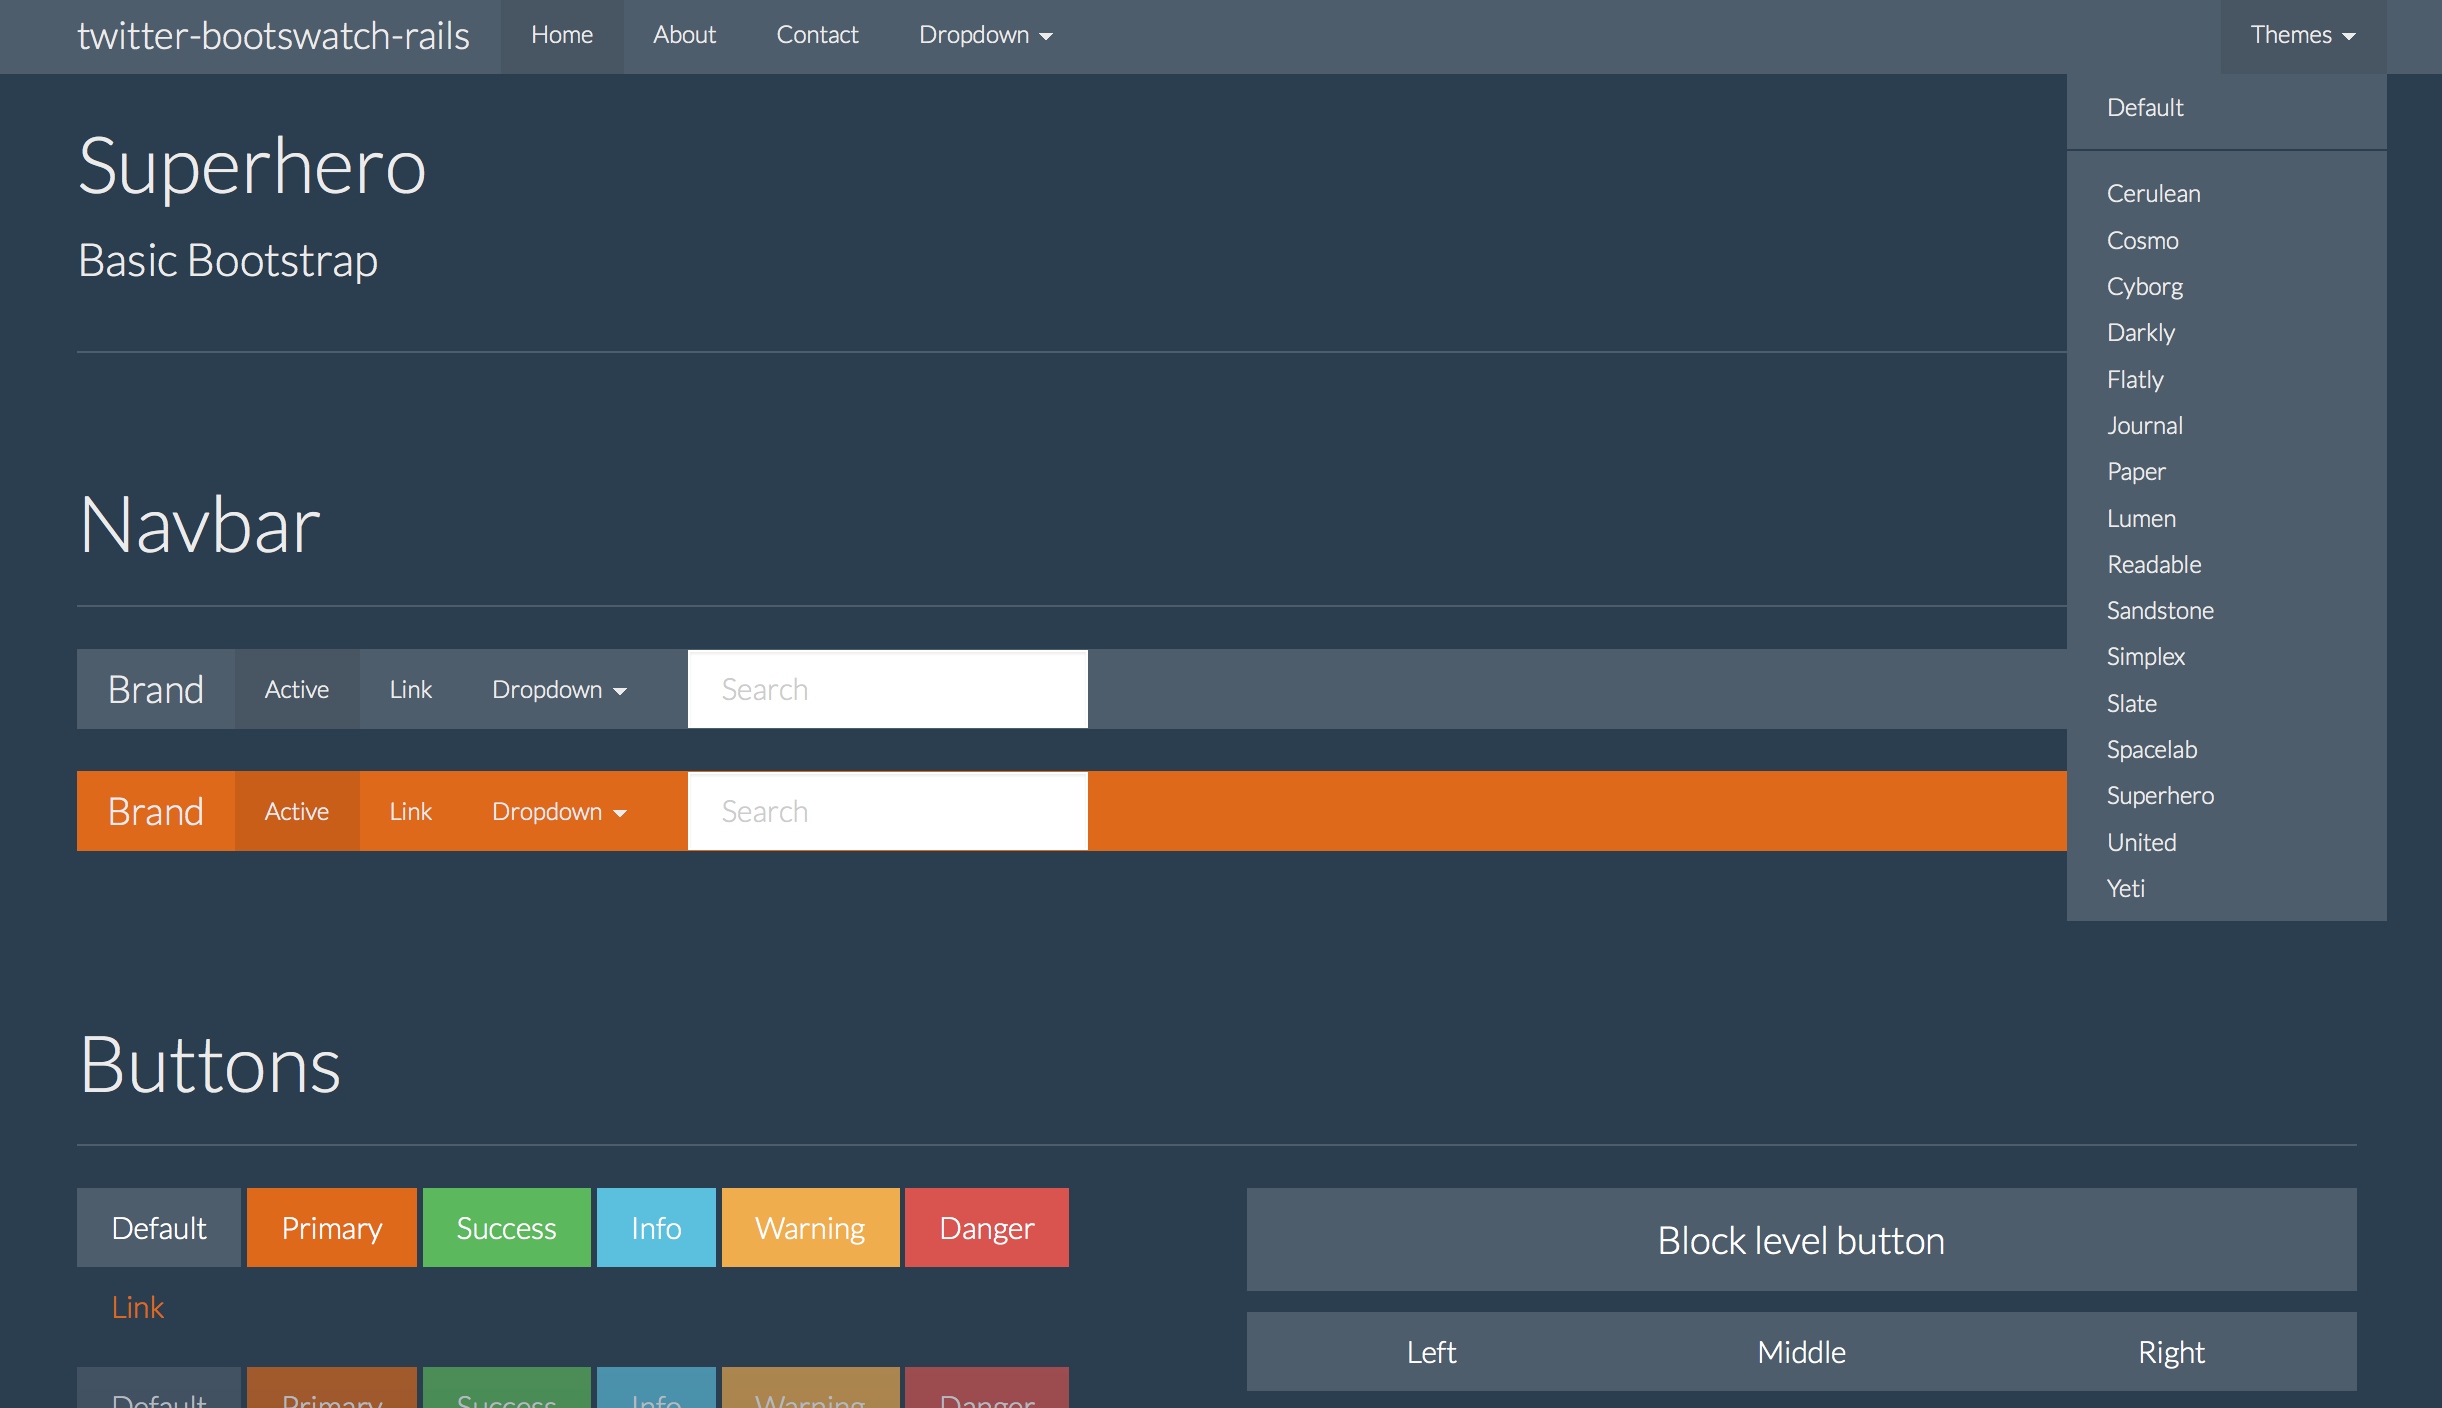 twitter-bootswatch-rails Home About Contact Dropdown Themes
Default
Cerulean
Cosmo
Cyborg
Darkly
Flatly
Journal
Paper
Lumen
Readable
Sandstone
Simplex
Slate
Spacelab
Superhero
United
Yeti
Superhero
Basic Bootstrap
Navbar
Brand Active Link Dropdown Search
Brand Active Link Dropdown Search
Buttons
Default Primary Success Info Warning Danger
Link
Default Primary Success Info Warning Danger
Block level button
Left Middle Right